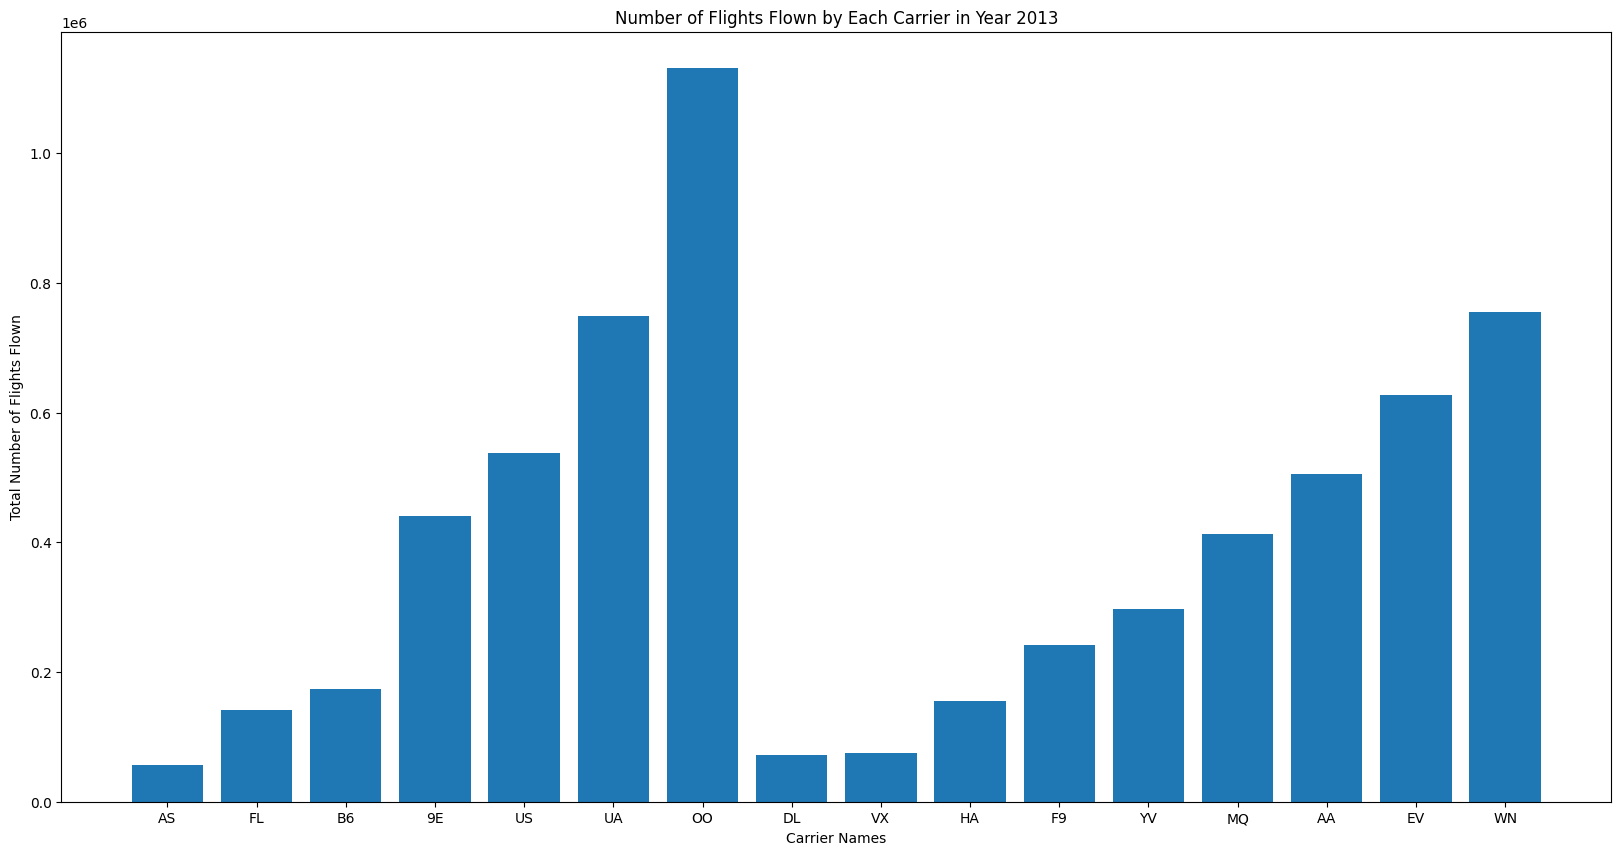 Number of Flights Flown by Each Carrier in Year 2013
1e6
1.0
0.8
0.6
0.4
0.2
0.0
Total Number of Flights Flown
AS FL B6 9E US UA OO DL VX HA F9 YV MQ AA EV WN
Carrier Names